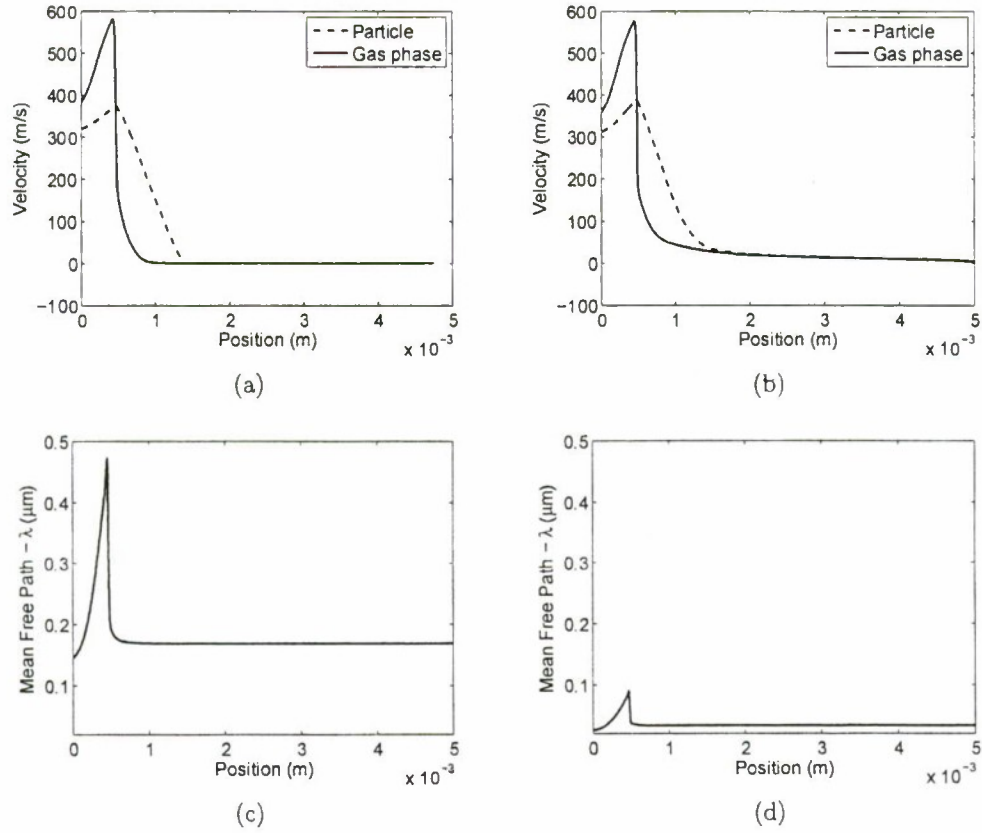 600
500
400
300
200
100
0
−100
Velocity (m/s)
Particle
Gas phase
0 1 2 3 4 5
Position (m)
x 10⁻³
(a)
600
500
400
300
200
100
0
−100
Velocity (m/s)
Particle
Gas phase
0 1 2 3 4 5
Position (m)
x 10⁻³
(b)
0.5
0.4
0.3
0.2
0.1
Mean Free Path − λ (μm)
0 1 2 3 4 5
Position (m)
x 10⁻³
(c)
0.5
0.4
0.3
0.2
0.1
Mean Free Path − λ (μm)
0 1 2 3 4 5
Position (m)
x 10⁻³
(d)